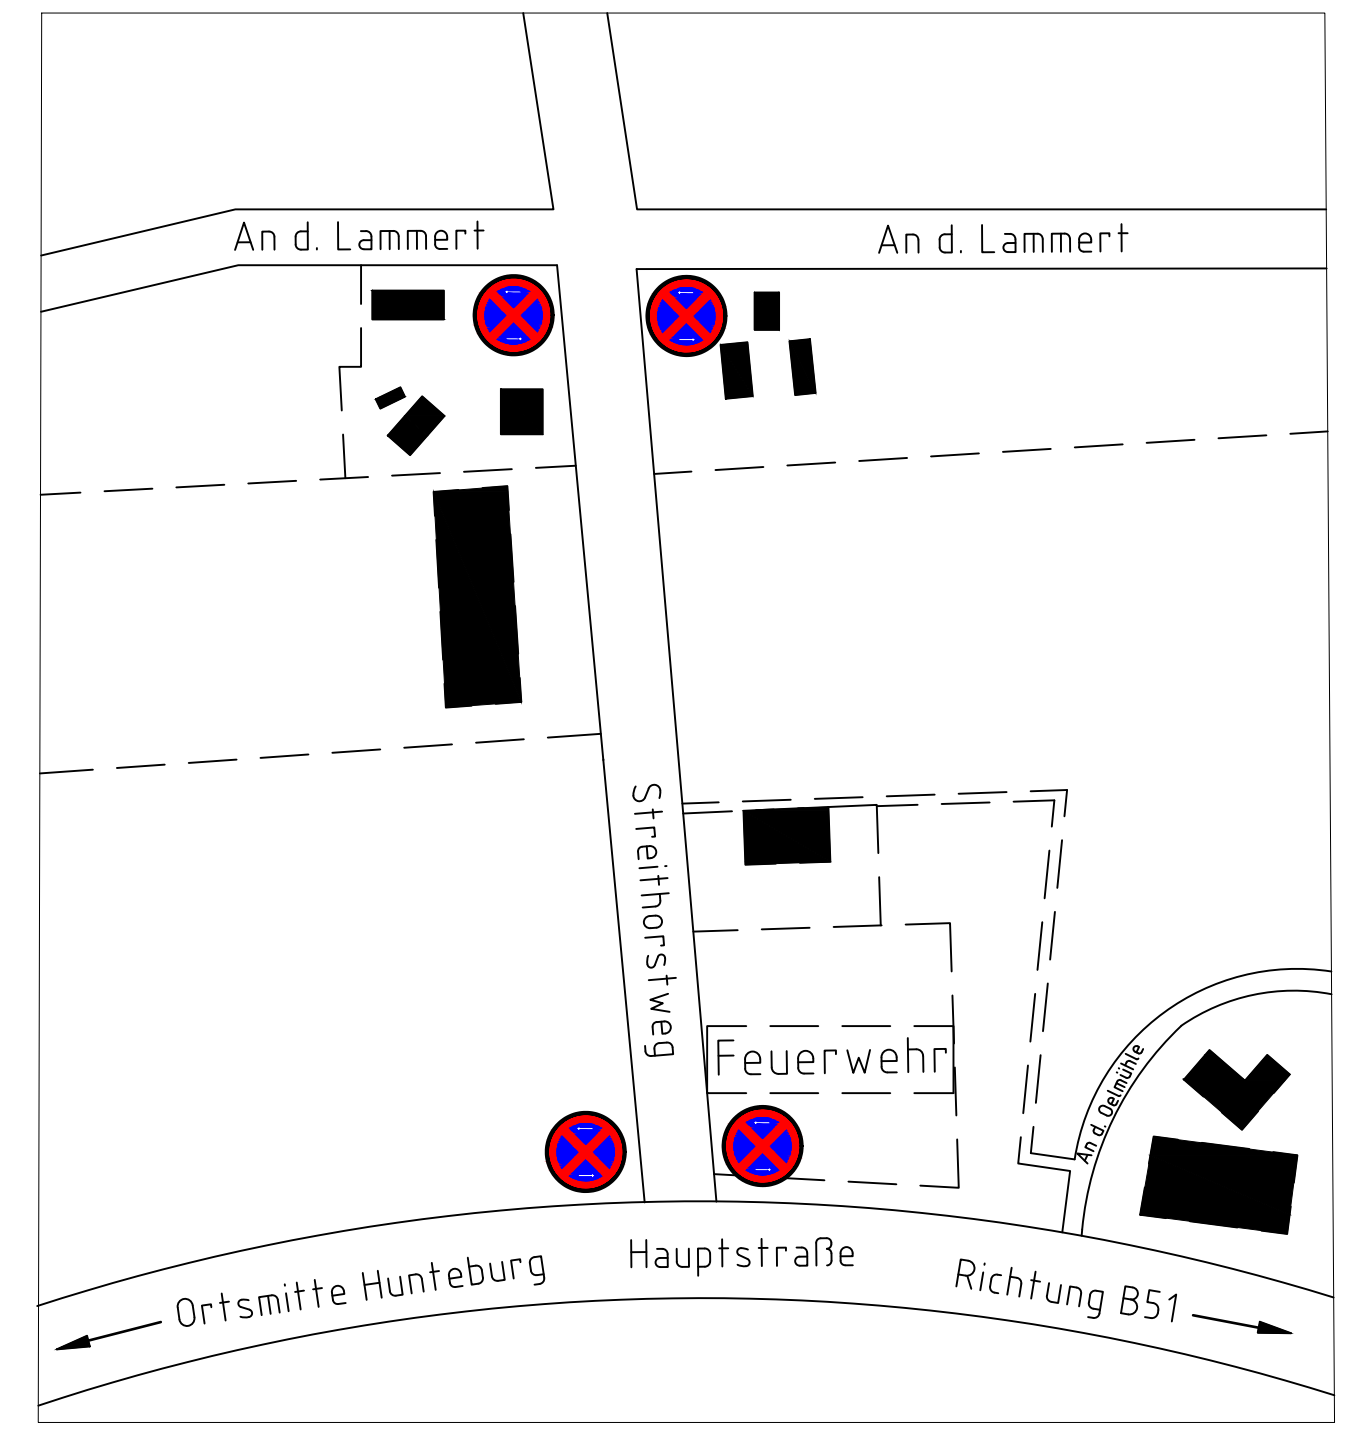 An d. Lammert
An d. Lammert
Streithorstweg
Feuerwehr
An d. Oelmühle
Ortsmitte Hunteburg
Hauptstraße
Richtung B51